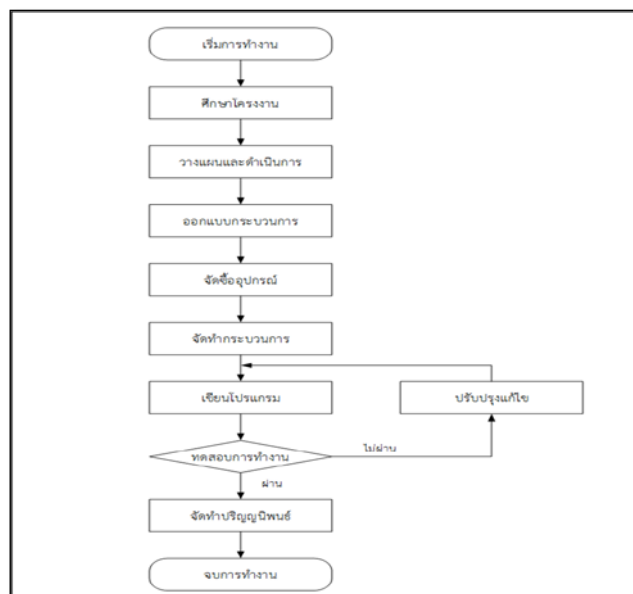 เริ่มการทำงาน
ศึกษาโครงงาน
วางแผนและดำเนินการ
ออกแบบกระบวนการ
จัดซื้ออุปกรณ์
จัดทำกระบวนการ
เขียนโปรแกรม
ปรับปรุงแก้ไข
ทดสอบการทำงาน
ไม่ผ่าน
ผ่าน
จัดทำปริญญานิพนธ์
จบการทำงาน